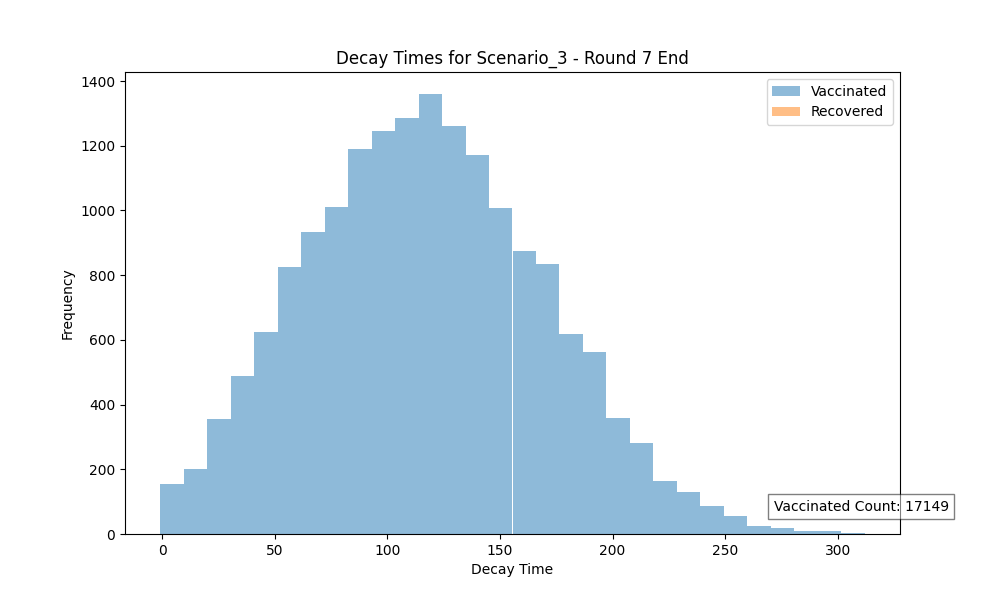 Decay Times for Scenario_3 - Round 7 End
Vaccinated
Recovered
1400
1200
1000
800
600
400
200
0
Frequency
Vaccinated Count: 17149
0 50 100 150 200 250 300
Decay Time